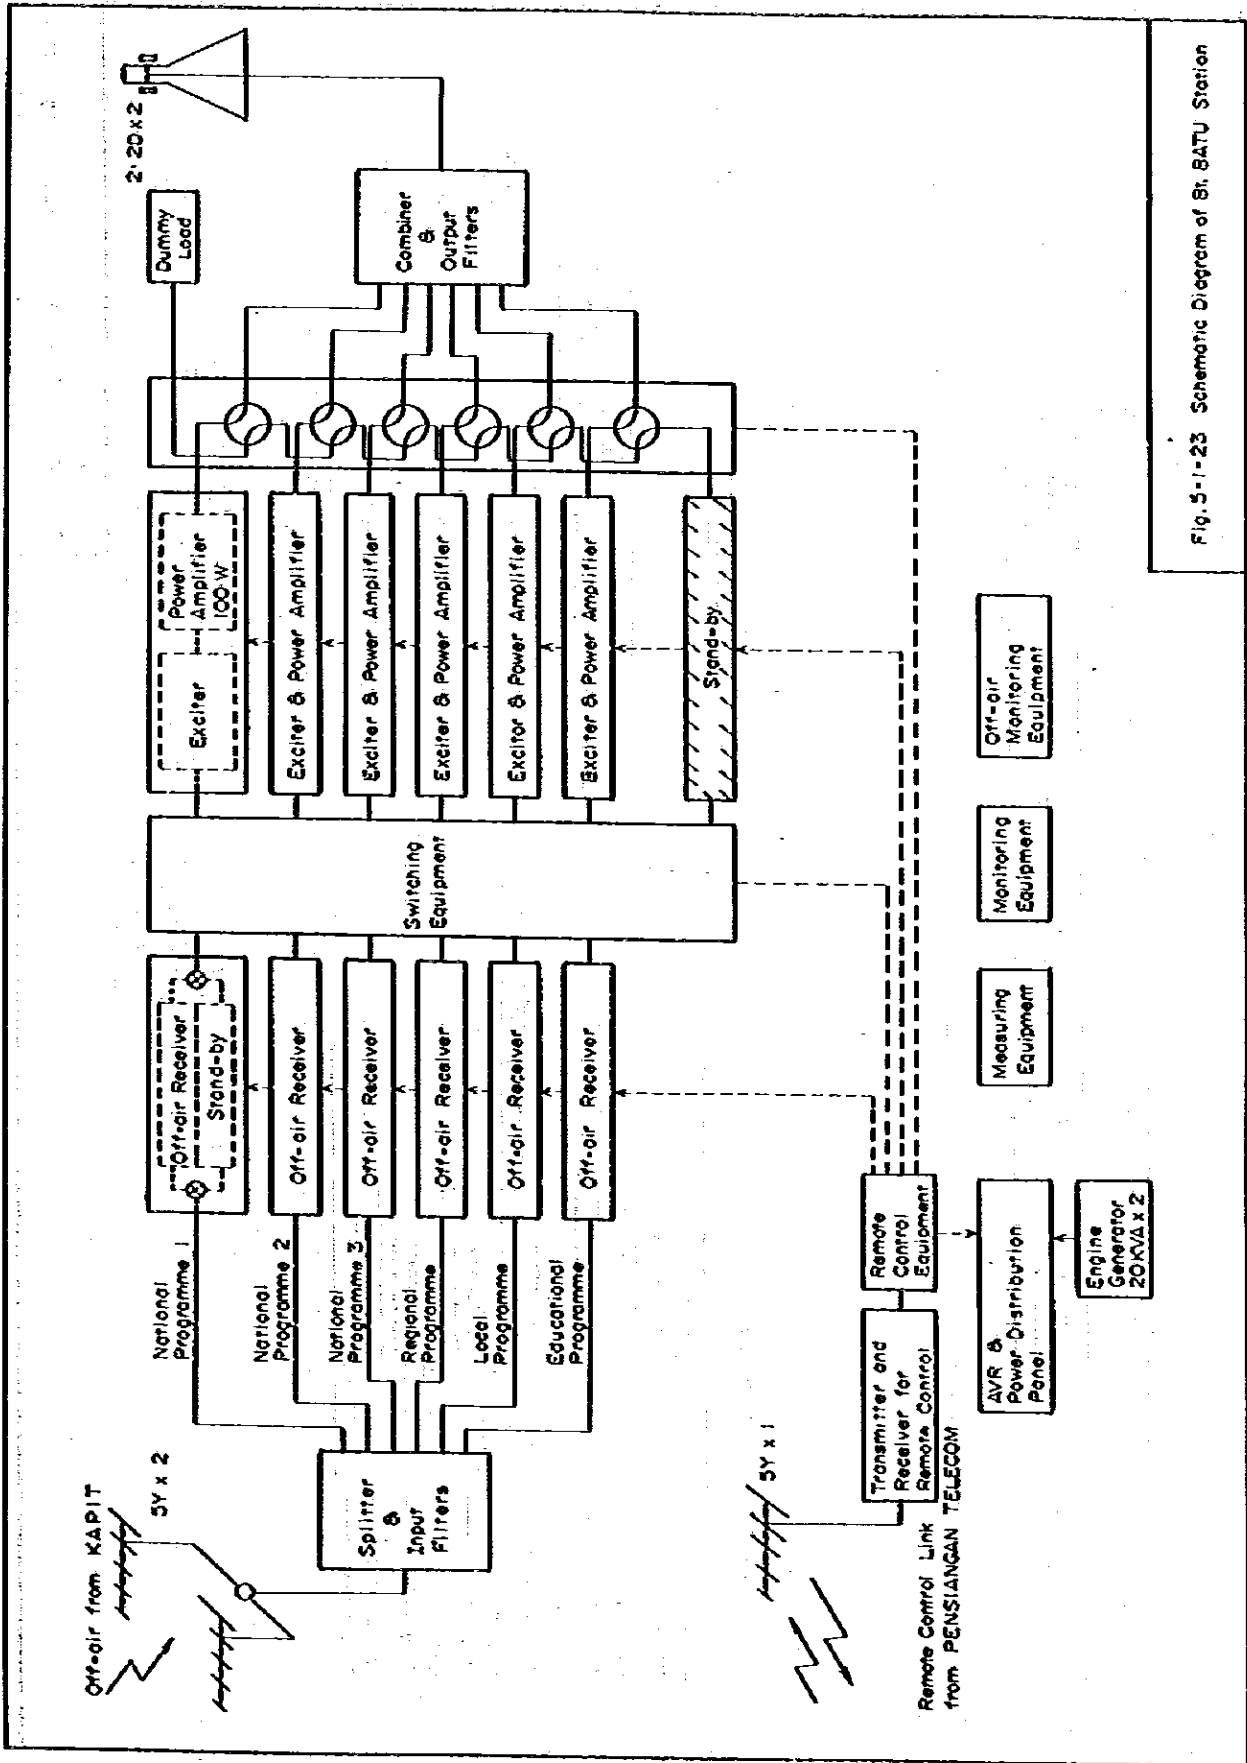 Off-air from KAPIT
5Y x 2
Splitter
&
Input
Filters
National
Programme 1
National
Programme 2
National
Programme 3
Regional
Programme
Local
Programme
Educational
Programme
Off-air Receiver
Stand-by
Off-air Receiver
Off-air Receiver
Off-air Receiver
Off-air Receiver
Off-air Receiver
Switching
Equipment
Exciter
Power
Amplifier
100 W
Exciter & Power Amplifier
Exciter & Power Amplifier
Exciter & Power Amplifier
Excitor & Power Amplifier
Exciter & Power Amplifier
Stand-by
Dummy
Load
2·20 x 2
Combiner
&
Output
Filters
5Y x 1
Transmitter and
Receiver for
Remote Control
Remote Control Link
from PENSIANGAN TELECOM
Remote
Control
Equipment
AVR &
Power Distribution
Panel
Engine
Generator
20KVA x 2
Measuring
Equipment
Monitoring
Equipment
Off-air
Monitoring
Equipment
Fig. 5-1-23 Schematic Diagram of Bt. BATU Station